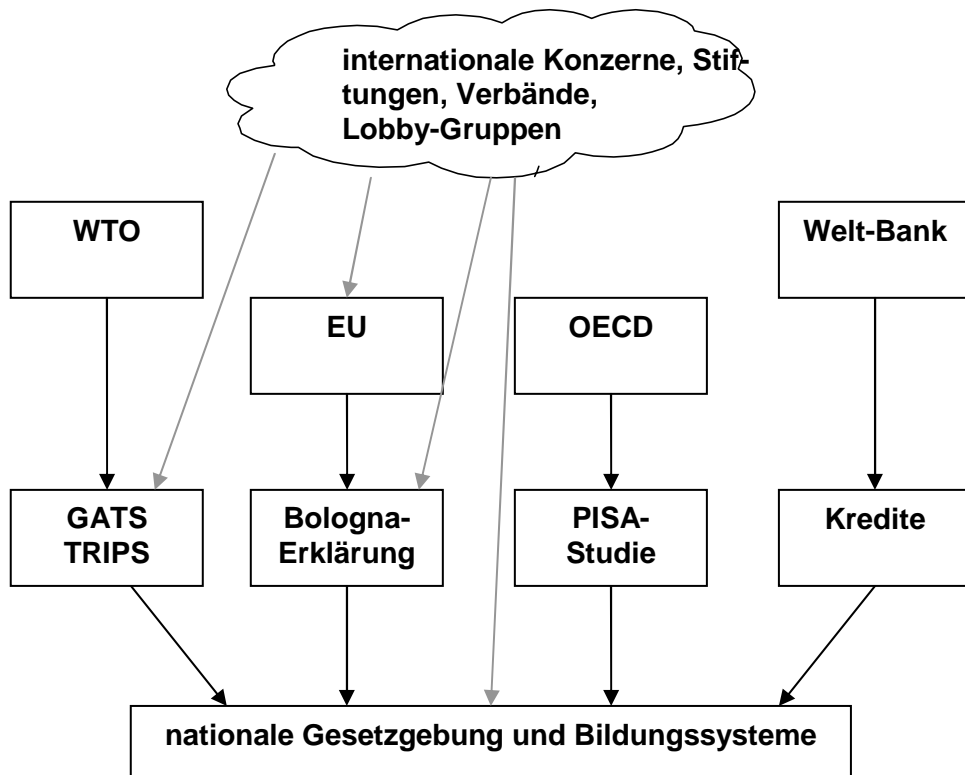 internationale Konzerne, Stif-
tungen, Verbände,
Lobby-Gruppen
WTO
Welt-Bank
EU
OECD
GATS
TRIPS
Bologna-
Erklärung
PISA-
Studie
Kredite
nationale Gesetzgebung und Bildungssysteme